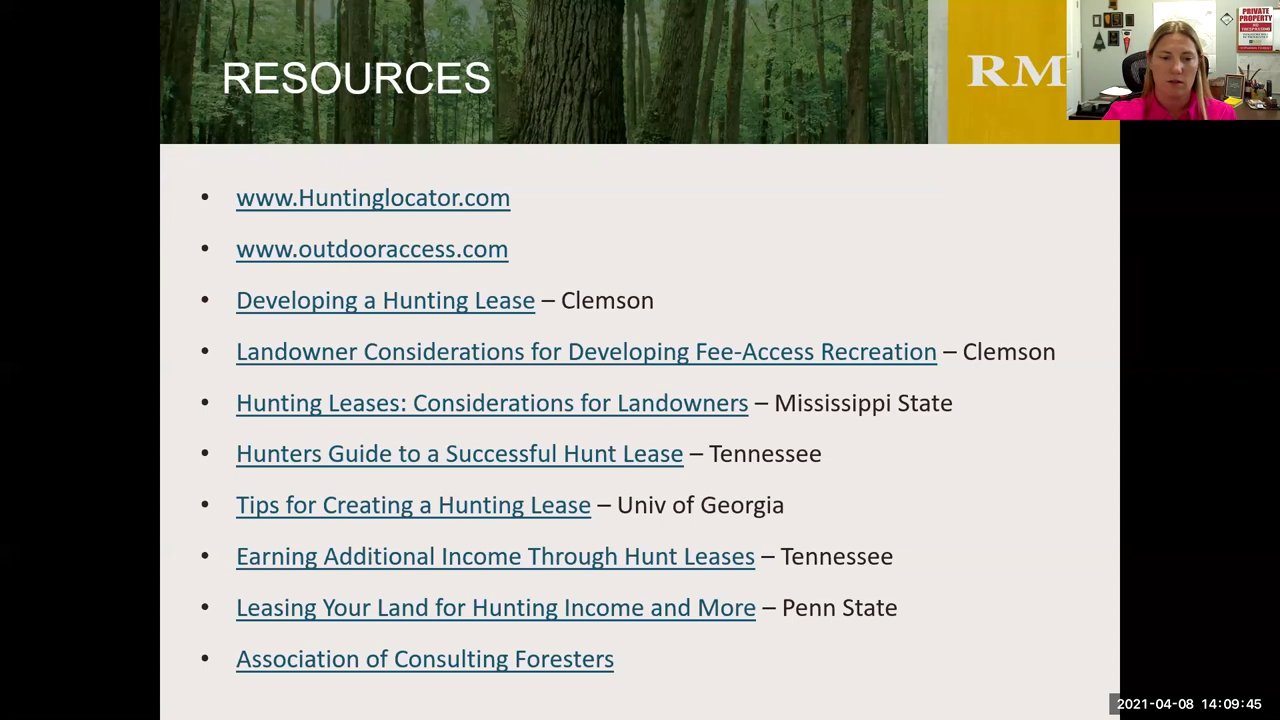 RESOURCES
RM
PRIVATE
PROPERTY
• www.Huntinglocator.com
• www.outdooraccess.com
• Developing a Hunting Lease – Clemson
• Landowner Considerations for Developing Fee-Access Recreation – Clemson
• Hunting Leases: Considerations for Landowners – Mississippi State
• Hunters Guide to a Successful Hunt Lease – Tennessee
• Tips for Creating a Hunting Lease – Univ of Georgia
• Earning Additional Income Through Hunt Leases – Tennessee
• Leasing Your Land for Hunting Income and More – Penn State
• Association of Consulting Foresters
2021-04-08 14:09:45